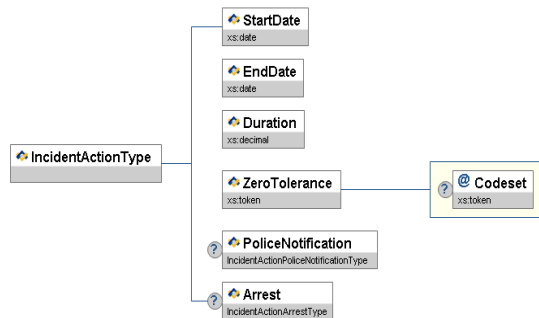 StartDate
xs:date
EndDate
xs:date
Duration
xs:decimal
IncidentActionType
ZeroTolerance
xs:token
? @ Codeset
xs:token
? PoliceNotification
IncidentActionPoliceNotificationType
? Arrest
IncidentActionArrestType